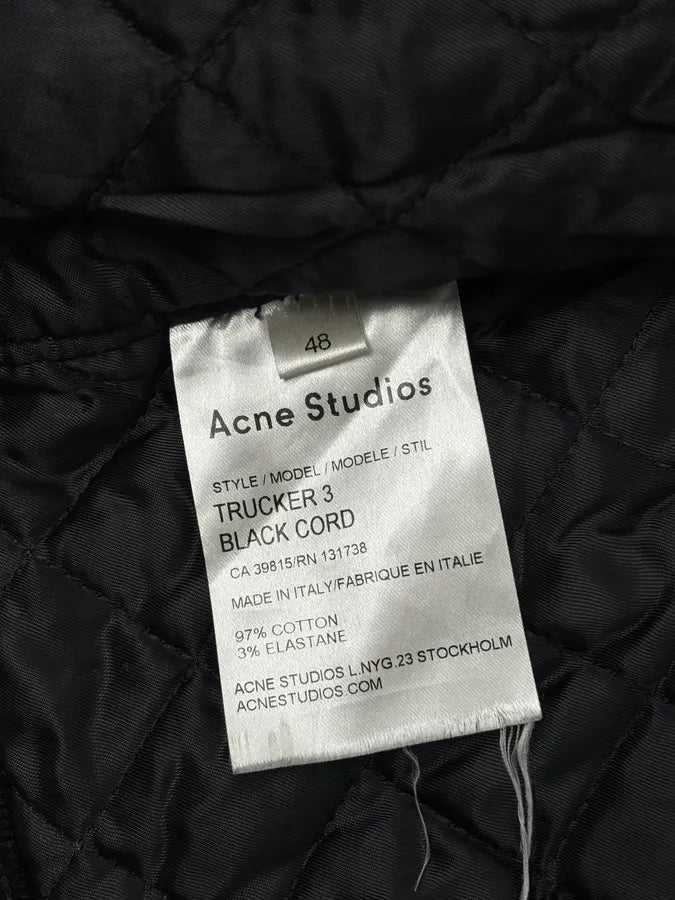 48
Acne Studios
STYLE / MODEL / MODELE / STIL
TRUCKER 3
BLACK CORD
CA 39815/RN 131738
MADE IN ITALY/FABRIQUE EN ITALIE
97% COTTON
3% ELASTANE
ACNE STUDIOS L.NYG.23 STOCKHOLM
ACNESTUDIOS.COM